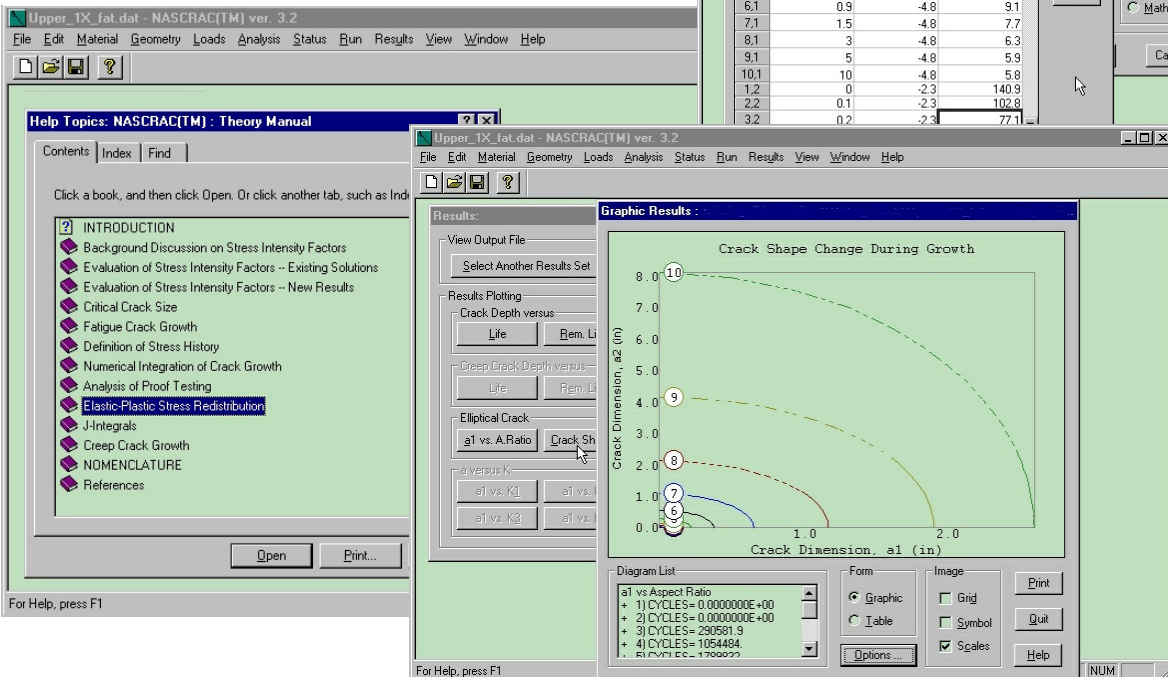 Upper_1X_fat.dat - NASCRAC(TM) ver. 3.2
File Edit Material Geometry Loads Analysis Status Run Results View Window Help
Help Topics: NASCRAC(TM) : Theory Manual
Contents Index Find
Click a book, and then click Open. Or click another tab, such as Ind
INTRODUCTION
Background Discussion on Stress Intensity Factors
Evaluation of Stress Intensity Factors -- Existing Solutions
Evaluation of Stress Intensity Factors -- New Results
Critical Crack Size
Fatigue Crack Growth
Definition of Stress History
Numerical Integration of Crack Growth
Analysis of Proof Testing
Elastic-Plastic Stress Redistribution
J-Integrals
Creep Crack Growth
NOMENCLATURE
References
Open Print...
For Help, press F1
6,1 0.9 -4.8 9.1
7,1 1.5 -4.8 7.7
8,1 3 -4.8 6.3
9,1 5 -4.8 5.9
10,1 10 -4.8 5.8
1,2 0 -2.3 140.9
2,2 0.1 -2.3 102.8
3,2 0.2 -2.3 77.1
Math
Ca
Upper_1X_fat.dat - NASCRAC(TM) ver. 3.2
File Edit Material Geometry Loads Analysis Status Run Results View Window Help
Results:
View Output File
Select Another Results Set
Results Plotting
Crack Depth versus
Life Rem. Li
Creep Crack Depth versus
Life Rem. Li
Elliptical Crack
a1 vs. A.Ratio Crack Sh
a versus K
a1 vs. K1 a1 vs.
a1 vs. K3 a1 vs.
Graphic Results :
Crack Shape Change During Growth
Crack Dimension, a2 (in)
8.0 10
7.0
6.0
5.0
4.0 9
3.0
2.0 8
1.0 7
6
0.0
1.0 2.0
Crack Dimension, a1 (in)
Diagram List
a1 vs Aspect Ratio
+ 1) CYCLES= 0.0000000E+00
+ 2) CYCLES= 0.0000000E+00
+ 3) CYCLES= 290581.9
+ 4) CYCLES= 1054484.
Form
Graphic
Table
Options ...
Image
Grid
Symbol
Scales
Print
Quit
Help
For Help, press F1
NUM